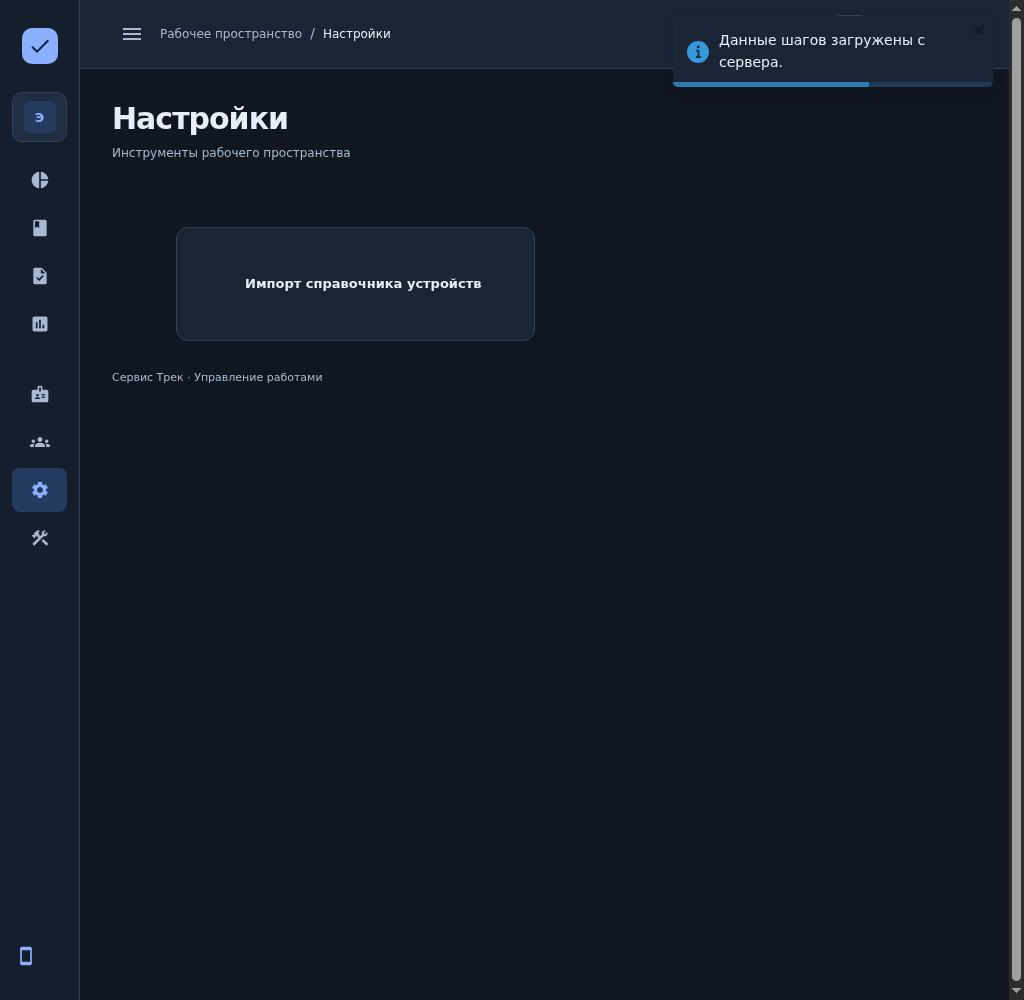 Рабочее пространство / Настройки
Данные шагов загружены с
сервера.
Э
Настройки
Инструменты рабочего пространства
Импорт справочника устройств
Сервис Трек · Управление работами